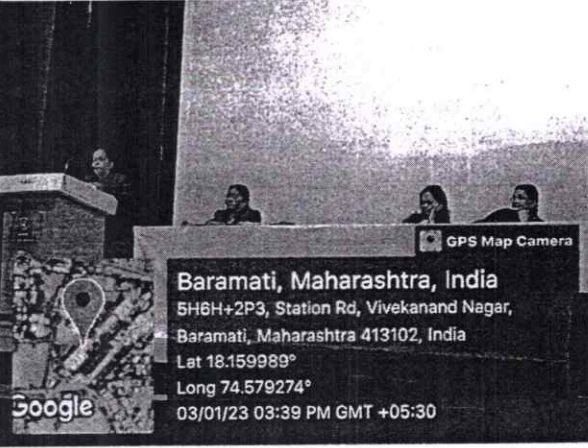 GPS Map Camera
Baramati, Maharashtra, India
5H6H+2P3, Station Rd, Vivekanand Nagar,
Baramati, Maharashtra 413102, India
Lat 18.159989°
Long 74.579274°
03/01/23 03:39 PM GMT +05:30
Google